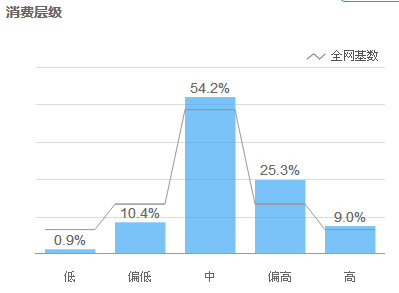 消费层级
全网基数
54.2%
25.3%
10.4%
9.0%
0.9%
低 偏低 中 偏高 高